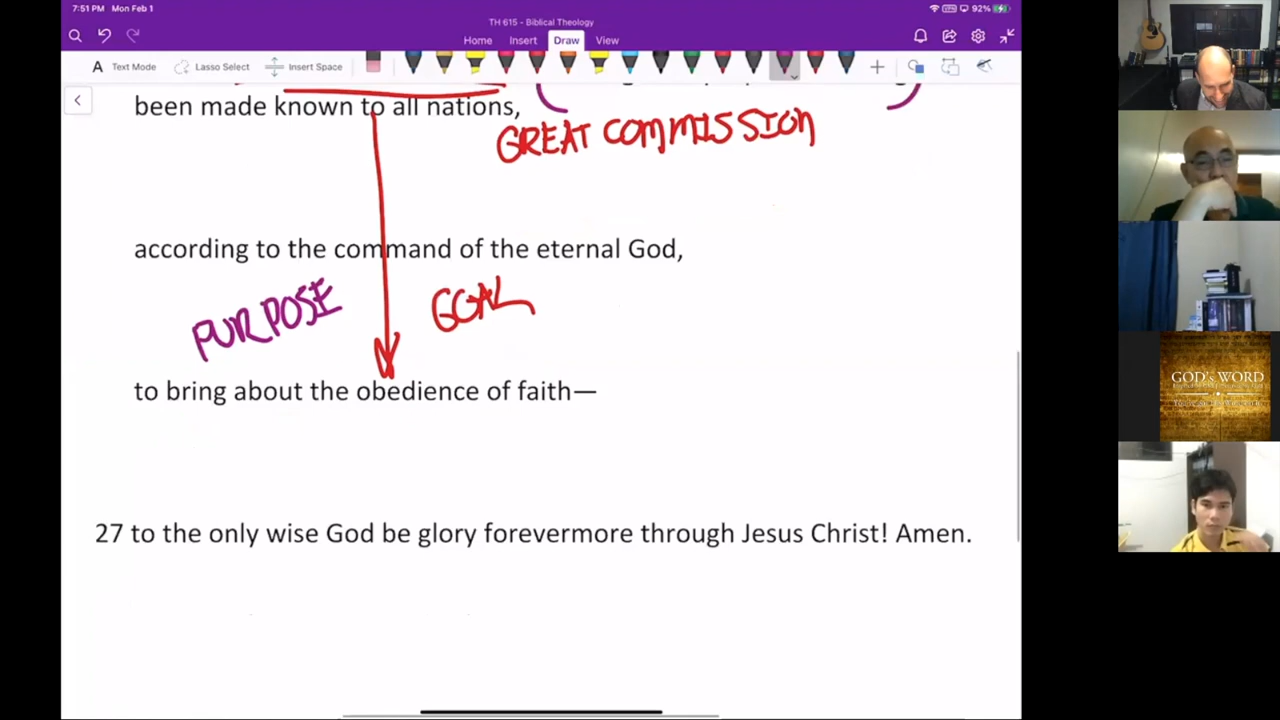 7:51 PM Mon Feb 1
TH 615 - Biblical Theology
92%
Home Insert Draw View
A Text Mode Lasso Select Insert Space
been made known to all nations,
GREAT COMMISSION
according to the command of the eternal God,
PURPOSE GOAL
to bring about the obedience of faith—
27 to the only wise God be glory forevermore through Jesus Christ! Amen.
GOD's WORD